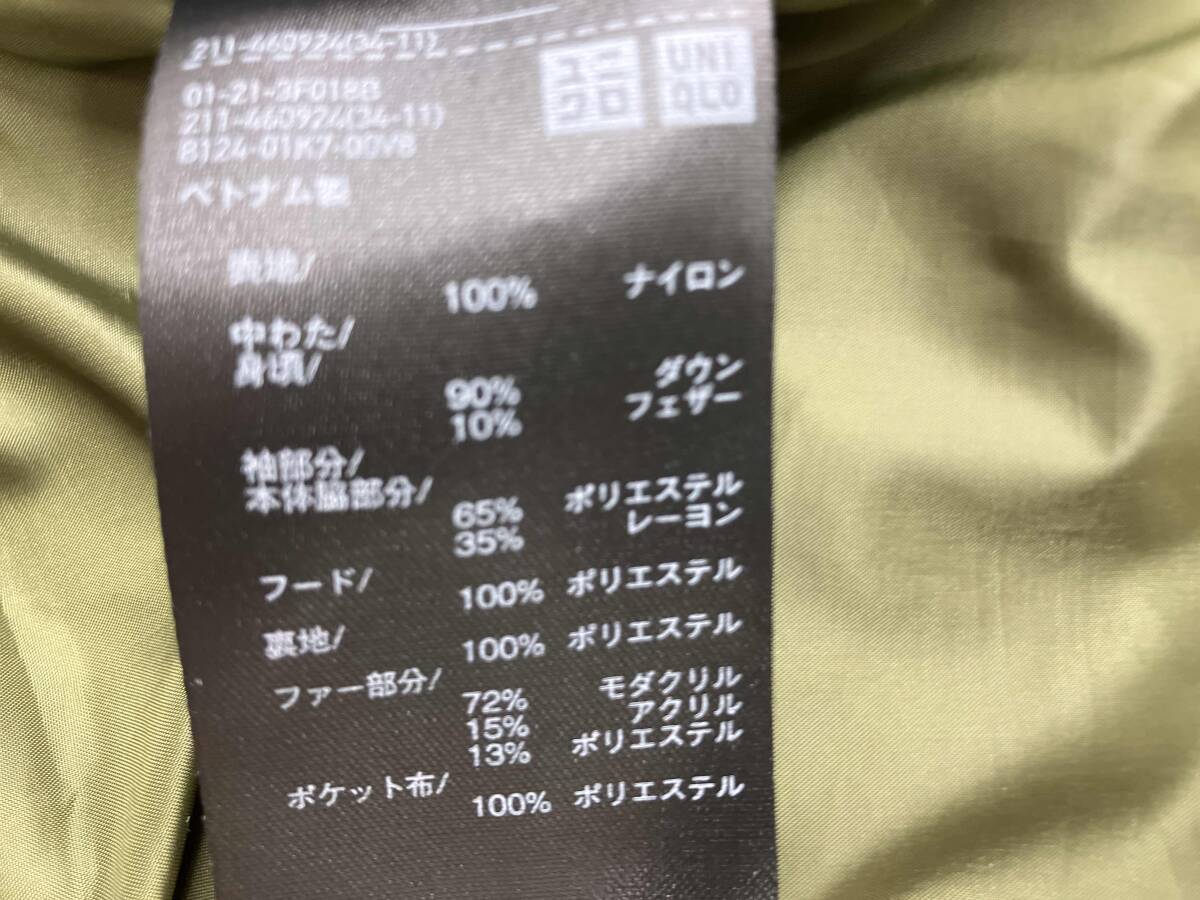 211-460924(34-11)
ユニ
クロ
UNI
QLO
01-21-3F018B
211-460924(34-11)
8124-01K7-00V8
ベトナム製
表地/
100% ナイロン
中わた/
身頃/
90% ダウン
10% フェザー
袖部分/
本体脇部分/
65% ポリエステル
35% レーヨン
フード/
100% ポリエステル
裏地/
100% ポリエステル
ファー部分/
72% モダクリル
15% アクリル
13% ポリエステル
ポケット布/
100% ポリエステル